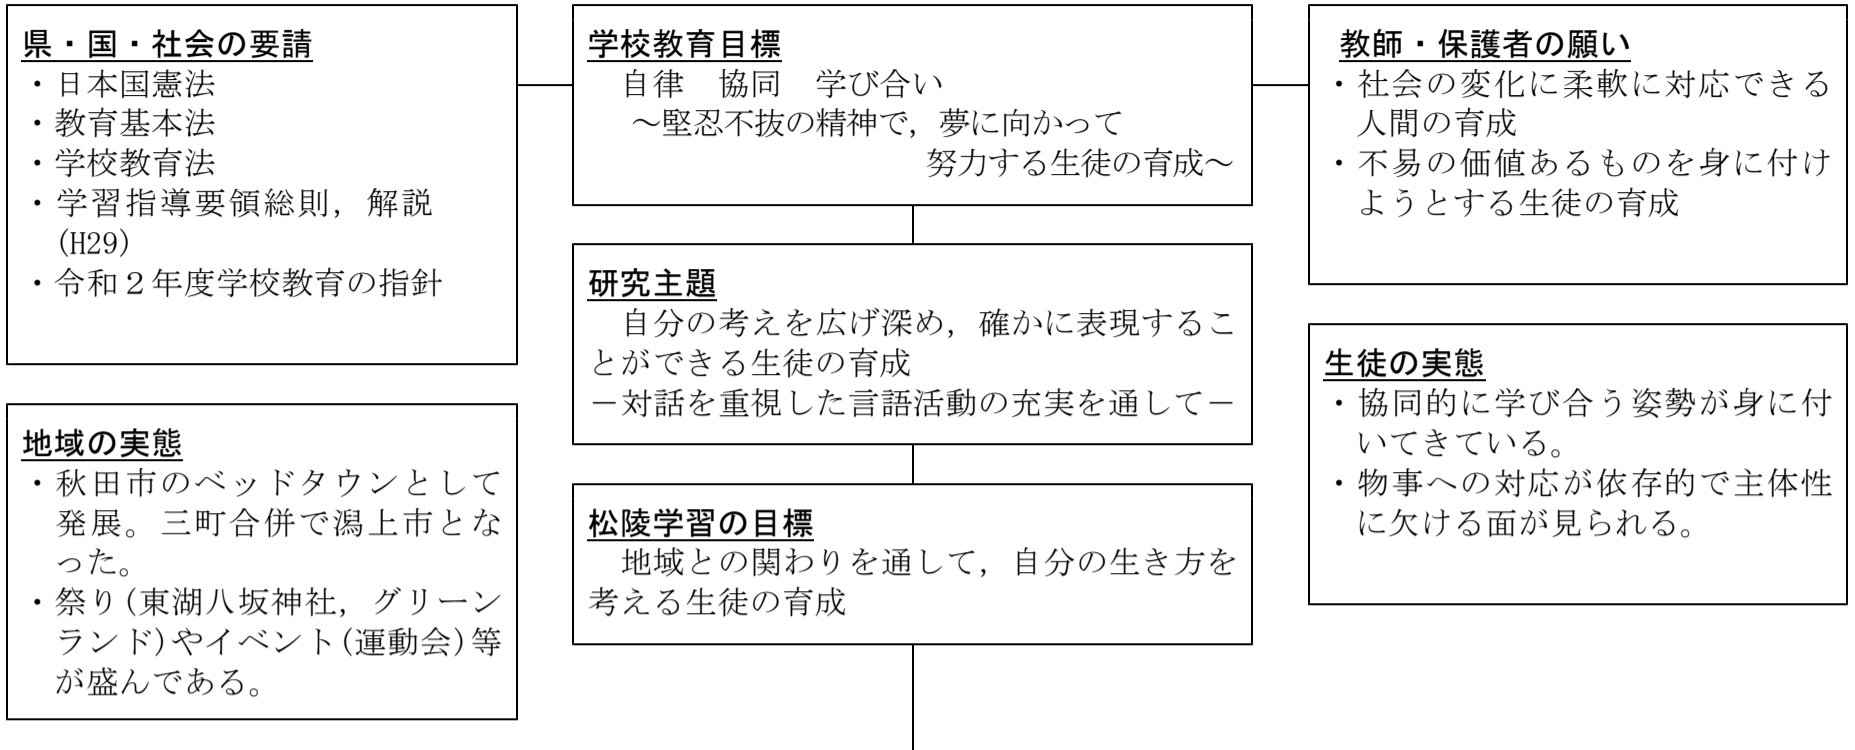 県・国・社会の要請
・日本国憲法
・教育基本法
・学校教育法
・学習指導要領総則，解説
(H29)
・令和２年度学校教育の指針
地域の実態
・秋田市のベッドタウンとして
発展。三町合併で潟上市とな
った。
・祭り(東湖八坂神社，グリーン
ランド)やイベント(運動会)等
が盛んである。
学校教育目標
自律　協同　学び合い
～堅忍不抜の精神で，夢に向かって
努力する生徒の育成～
研究主題
自分の考えを広げ深め，確かに表現するこ
とができる生徒の育成
－対話を重視した言語活動の充実を通して－
松陵学習の目標
地域との関わりを通して，自分の生き方を
考える生徒の育成
教師・保護者の願い
・社会の変化に柔軟に対応できる
人間の育成
・不易の価値あるものを身に付け
ようとする生徒の育成
生徒の実態
・協同的に学び合う姿勢が身に付
いてきている。
・物事への対応が依存的で主体性
に欠ける面が見られる。